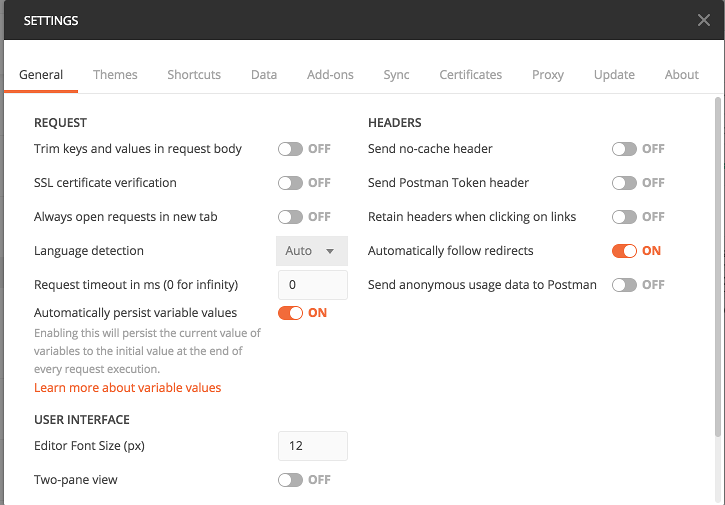 SETTINGS
General Themes Shortcuts Data Add-ons Sync Certificates Proxy Update About
REQUEST
Trim keys and values in request body OFF
SSL certificate verification OFF
Always open requests in new tab OFF
Language detection Auto
Request timeout in ms (0 for infinity) 0
Automatically persist variable values ON
Enabling this will persist the current value of
variables to the initial value at the end of
every request execution.
Learn more about variable values
USER INTERFACE
Editor Font Size (px) 12
Two-pane view OFF
HEADERS
Send no-cache header OFF
Send Postman Token header OFF
Retain headers when clicking on links OFF
Automatically follow redirects ON
Send anonymous usage data to Postman OFF